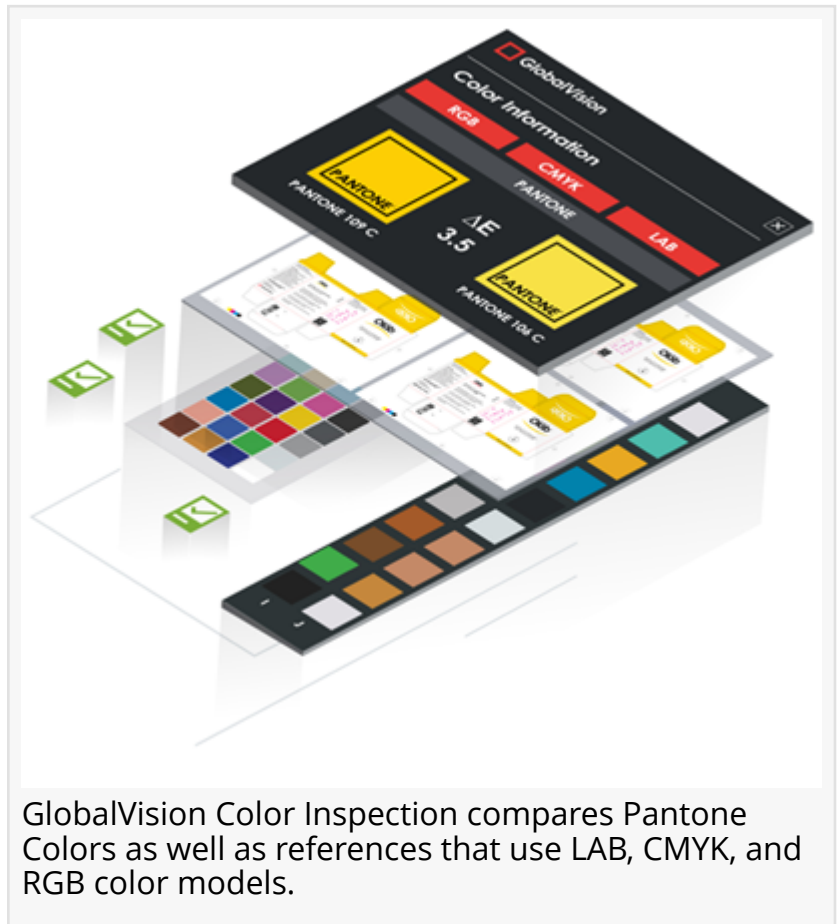 GlobalVision
Color Information
RGB
CMYK
LAB
PANTONE
PANTONE
PANTONE 109 C
ΔE
3.5
PANTONE
PANTONE 106 C
I
J
GlobalVision Color Inspection compares Pantone
Colors as well as references that use LAB, CMYK, and
RGB color models.